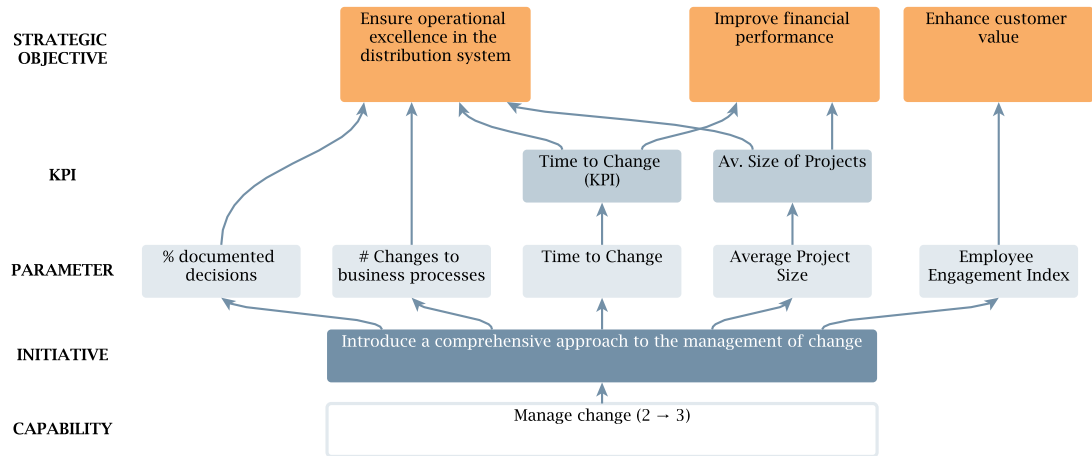 STRATEGIC
OBJECTIVE
Ensure operational
excellence in the
distribution system
Improve financial
performance
Enhance customer
value
KPI
Time to Change
(KPI)
Av. Size of Projects
PARAMETER
% documented
decisions
# Changes to
business processes
Time to Change
Average Project
Size
Employee
Engagement Index
INITIATIVE
Introduce a comprehensive approach to the management of change
CAPABILITY
Manage change (2 → 3)